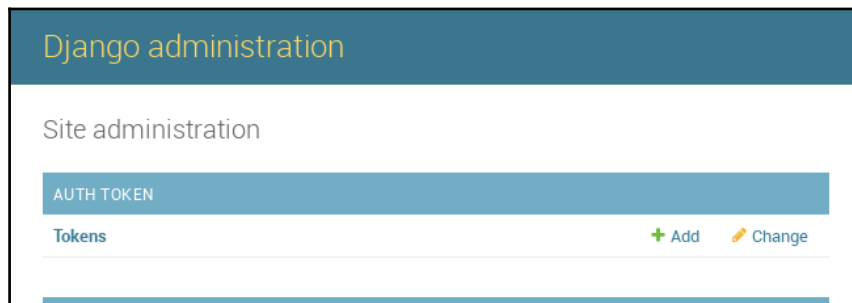 Django administration
Site administration
AUTH TOKEN
Tokens Add Change